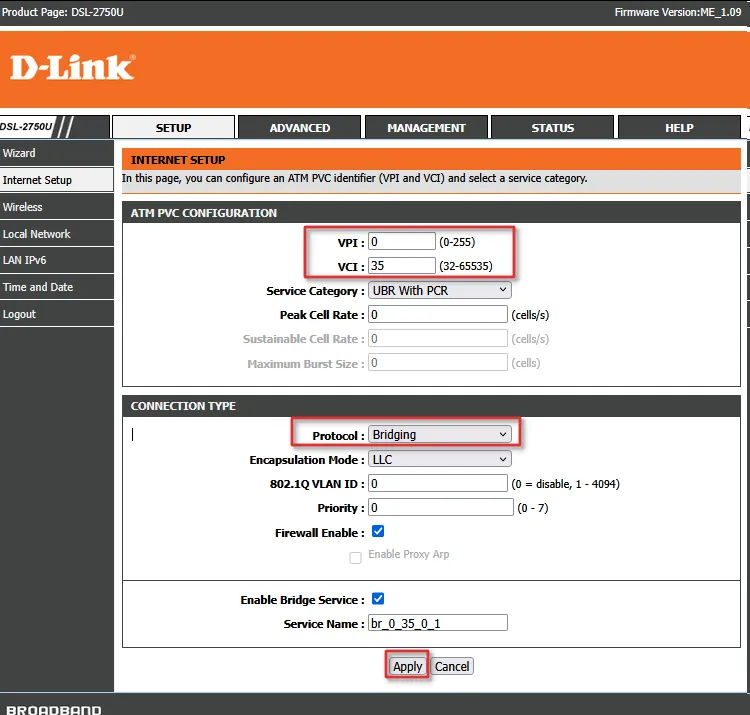 Product Page: DSL-2750U
Firmware Version:ME_1.09
D-Link®
DSL-2750U
SETUP
ADVANCED
MANAGEMENT
STATUS
HELP
Wizard
Internet Setup
Wireless
Local Network
LAN IPv6
Time and Date
Logout
INTERNET SETUP
In this page, you can configure an ATM PVC identifier (VPI and VCI) and select a service category.
ATM PVC CONFIGURATION
VPI : 0 (0-255)
VCI : 35 (32-65535)
Service Category : UBR With PCR
Peak Cell Rate : 0 (cells/s)
Sustainable Cell Rate : 0 (cells/s)
Maximum Burst Size : 0 (cells)
CONNECTION TYPE
Protocol : Bridging
Encapsulation Mode : LLC
802.1Q VLAN ID : 0 (0 = disable, 1 - 4094)
Priority : 0 (0 - 7)
Firewall Enable :
Enable Proxy Arp
Enable Bridge Service :
Service Name : br_0_35_0_1
Apply Cancel
BROADBAND